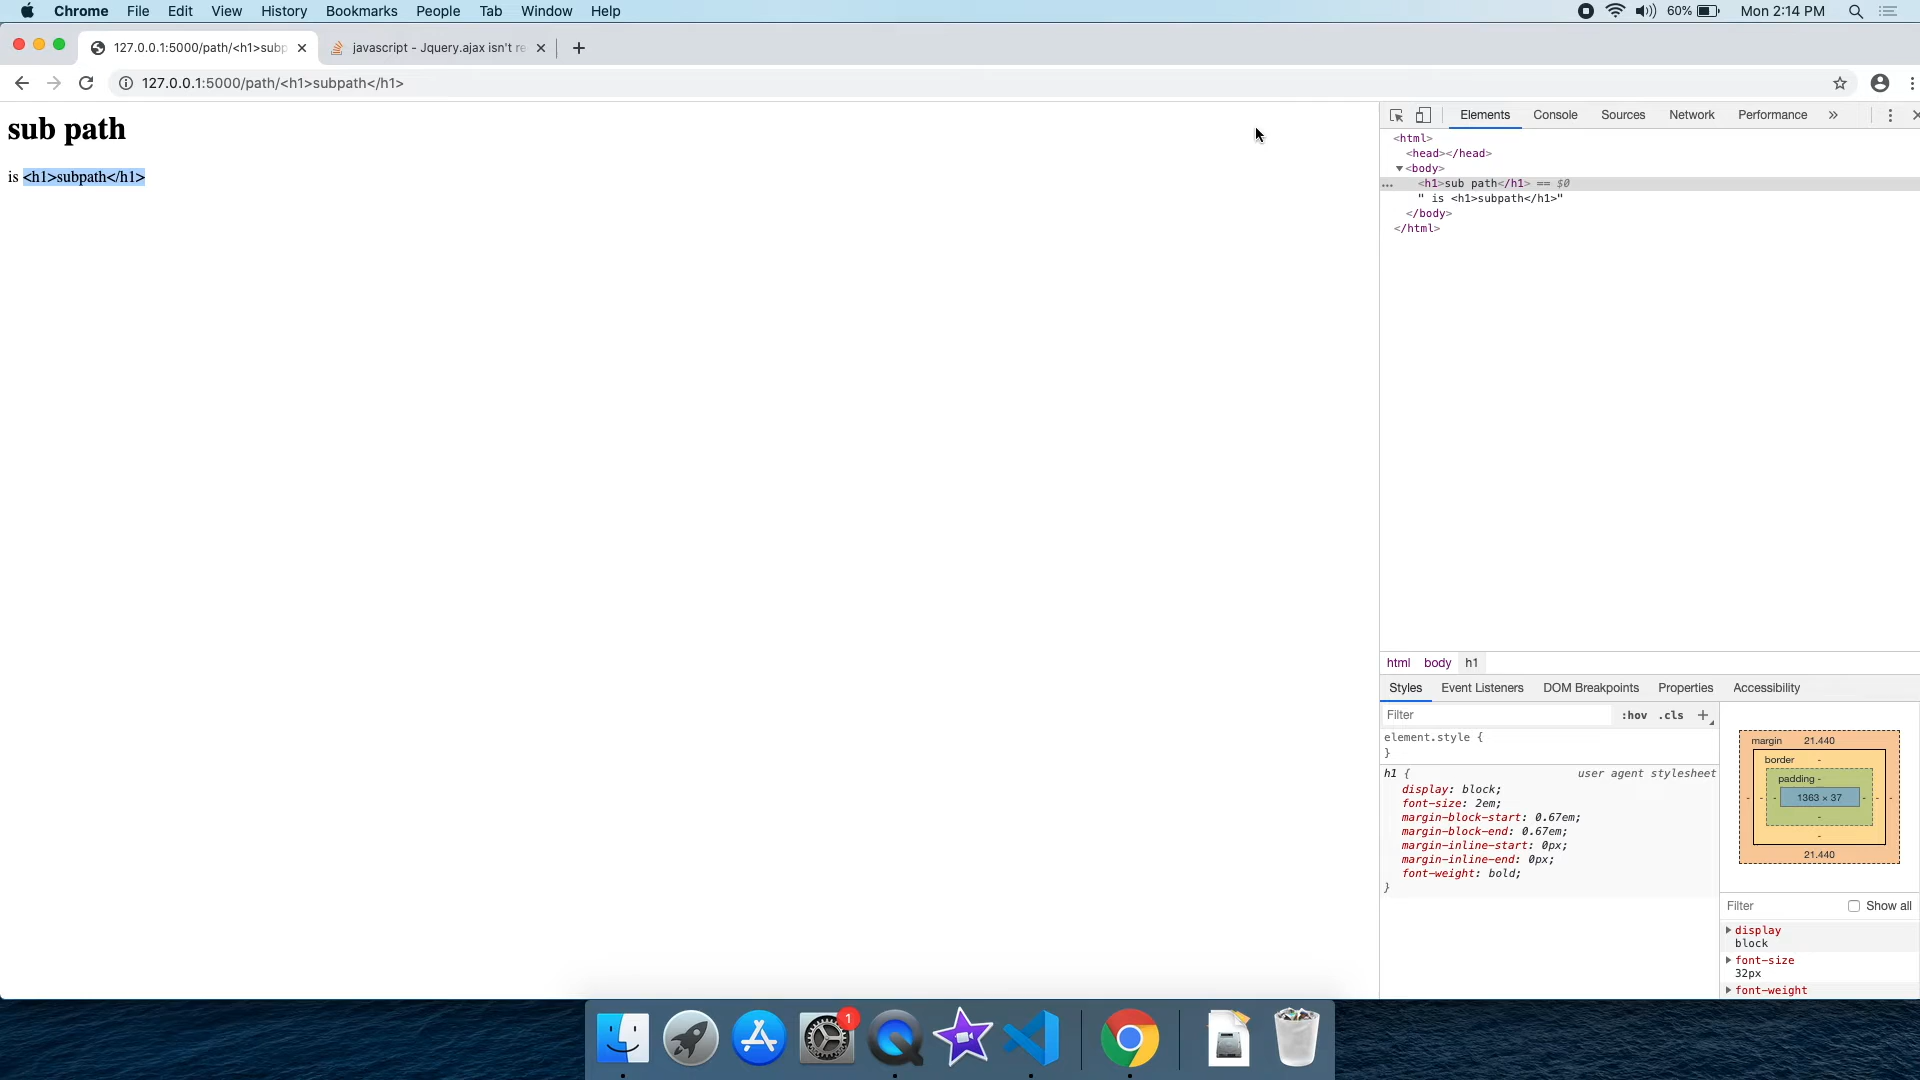 Chrome File Edit View History Bookmarks People Tab Window Help 60% Mon 2:14 PM
127.0.0.1:5000/path/<h1>subp javascript - Jquery.ajax isn't re
127.0.0.1:5000/path/<h1>subpath</h1>
sub path
is <h1>subpath</h1>
Elements Console Sources Network Performance »
<html>
<head></head>
<body>
... <h1>sub path</h1> == $0
" is <h1>subpath</h1>"
</body>
</html>
html body h1
Styles Event Listeners DOM Breakpoints Properties Accessibility
Filter :hov .cls +
element.style {
}
h1 { user agent stylesheet
display: block;
font-size: 2em;
margin-block-start: 0.67em;
margin-block-end: 0.67em;
margin-inline-start: 0px;
margin-inline-end: 0px;
font-weight: bold;
}
margin 21.440
border -
padding -
- - - 1363 × 37 - - -
-
-
21.440
Filter Show all
display
block
font-size
32px
font-weight
1